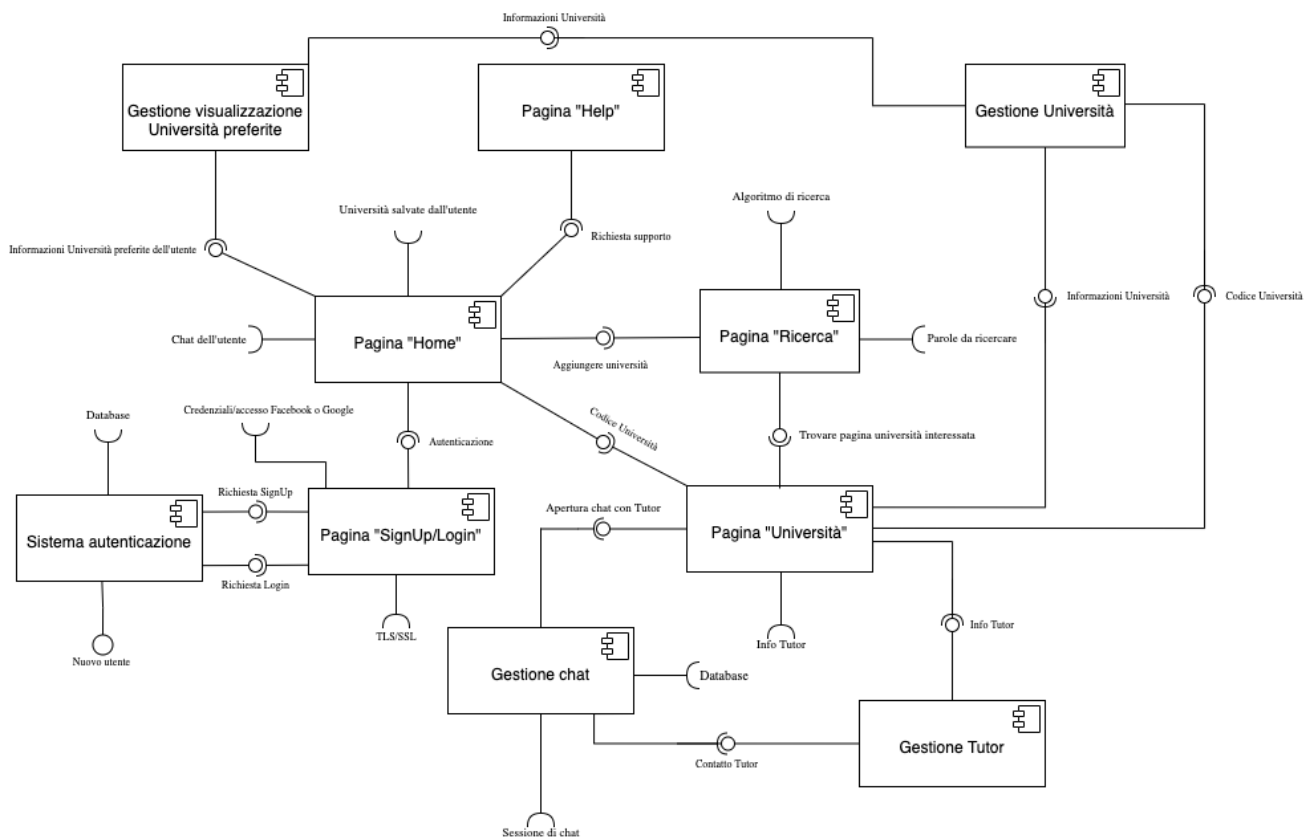 Informazioni Università
Gestione visualizzazione
Università preferite
Pagina "Help"
Gestione Università
Algoritmo di ricerca
Università salvate dall'utente
Richiesta supporto
Informazioni Università preferite dell'utente
Informazioni Università
Codice Università
Chat dell'utente
Pagina "Home"
Pagina "Ricerca"
Parole da ricercare
Aggiungere università
Database
Credenziali/accesso Facebook o Google
Autenticazione
Codice Università
Trovare pagina università interessata
Richiesta SignUp
Apertura chat con Tutor
Sistema autenticazione
Pagina "SignUp/Login"
Pagina "Università"
Richiesta Login
TLS/SSL
Info Tutor
Info Tutor
Nuovo utente
Gestione chat
Database
Gestione Tutor
Contatto Tutor
Sessione di chat